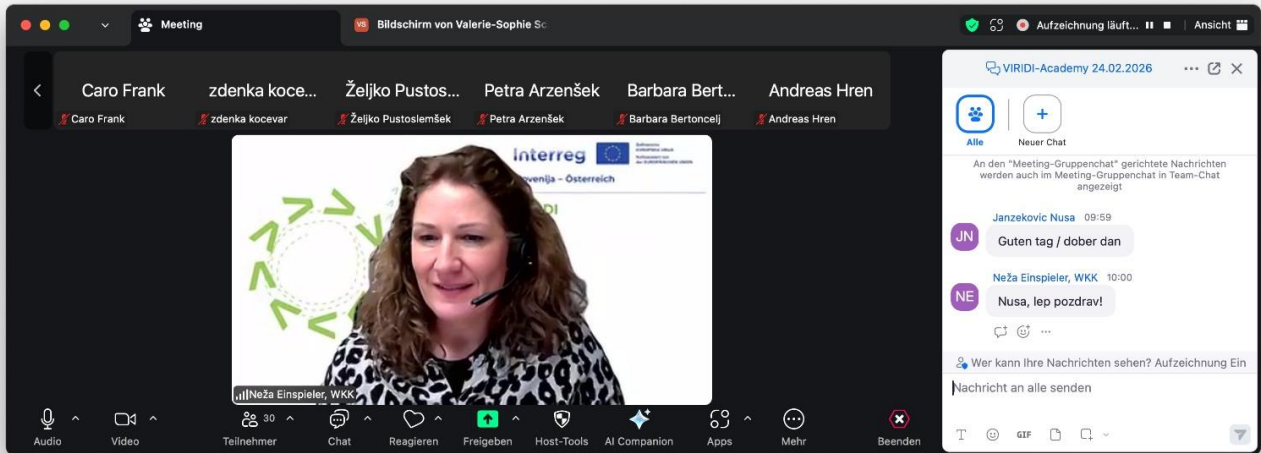 Meeting
VS Bildschirm von Valerie-Sophie Sc
Aufzeichnung läuft...
Ansicht
Caro Frank
zdenka koce...
Željko Pustos...
Petra Arzenšek
Barbara Bert...
Andreas Hren
Caro Frank
zdenka kocevar
Željko Pustoslemšek
Petra Arzenšek
Barbara Bertoncelj
Andreas Hren
Interreg
Slovenija – Österreich
Neža Einspieler, WKK
Audio
Video
30
Teilnehmer
Chat
Reagieren
Freigeben
Host-Tools
AI Companion
Apps
Mehr
Beenden
VIRIDI-Academy 24.02.2026
Alle
Neuer Chat
An den "Meeting-Gruppenchat" gerichtete Nachrichten
werden auch im Meeting-Gruppenchat in Team-Chat
angezeigt
Janzekovic Nusa 09:59
JN
Guten tag / dober dan
Neža Einspieler, WKK 10:00
NE
Nusa, lep pozdrav!
Wer kann Ihre Nachrichten sehen? Aufzeichnung Ein
Nachricht an alle senden
GIF